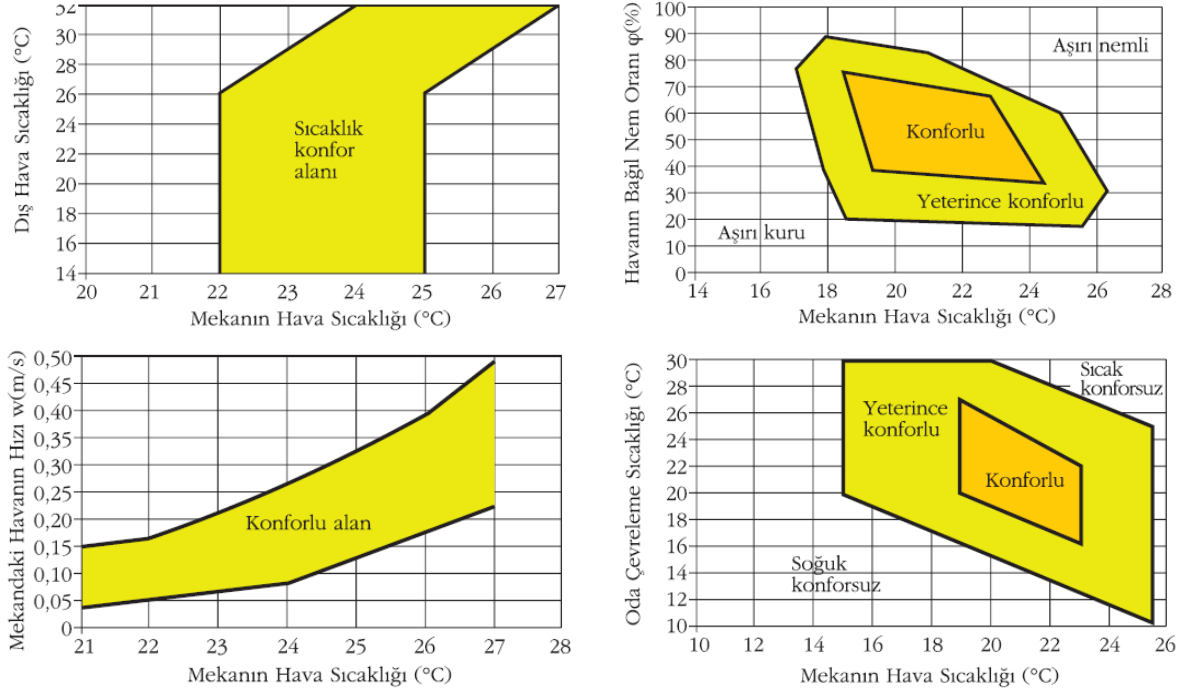 Dış Hava Sıcaklığı (°C)
32
30
28
26
24
22
20
18
16
14
Sıcaklık
konfor
alanı
20 21 22 23 24 25 26 27
Mekanın Hava Sıcaklığı (°C)
Havanın Bağıl Nem Oranı φ(%)
100
90
80
70
60
50
40
30
20
10
0
Aşırı nemli
Konforlu
Yeterince konforlu
Aşırı kuru
14 16 18 20 22 24 26 28
Mekanın Hava Sıcaklığı (°C)
Mekandaki Havanın Hızı w(m/s)
0,50
0,45
0,40
0,35
0,30
0,25
0,20
0,15
0,10
0,05
0
Konforlu alan
21 22 23 24 25 26 27 28
Mekanın Hava Sıcaklığı (°C)
Oda Çevreleme Sıcaklığı (°C)
30
28
26
24
22
20
18
16
14
12
10
Sıcak
konforsuz
Yeterince
konforlu
Konforlu
Soğuk
konforsuz
10 12 14 16 18 20 22 24 26
Mekanın Hava Sıcaklığı (°C)